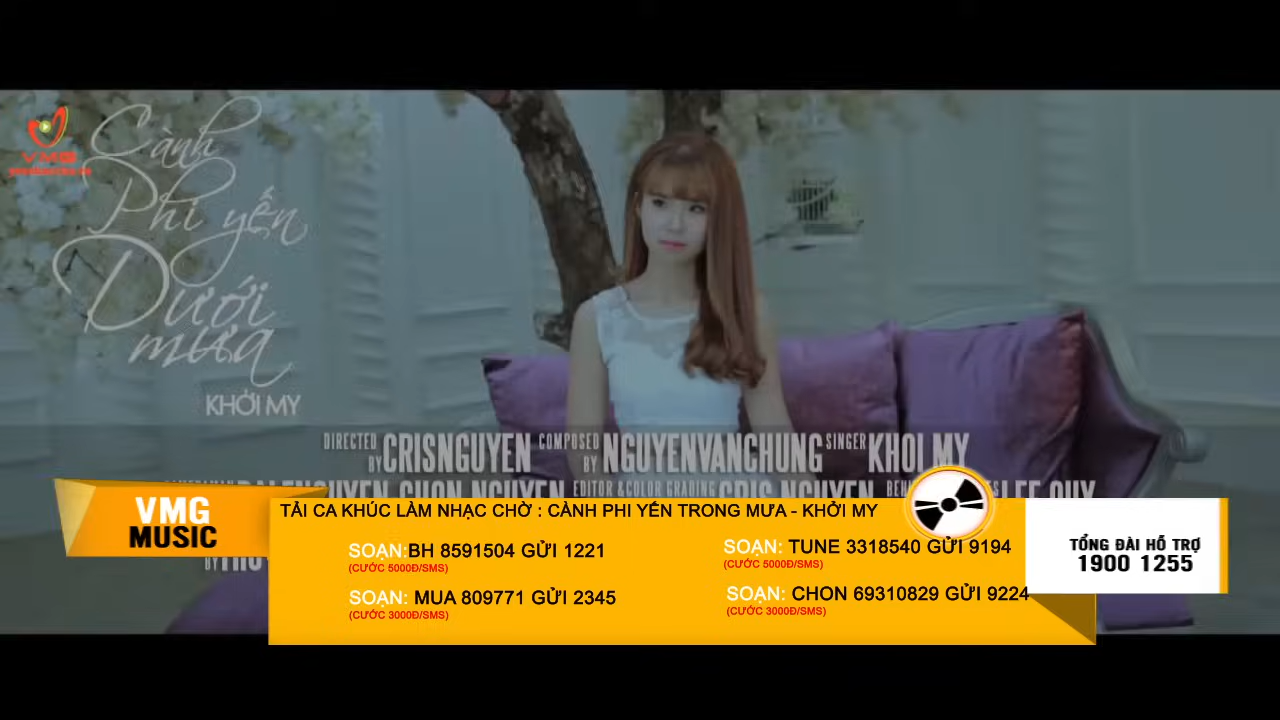 Cành
Phi yến
Dưới
mưa
KHỞI MY
VMG
DIRECTED BY CRISNGUYEN COMPOSED BY NGUYENVANCHUNG SINGER KHOI MY
EDITOR & COLOR GRADING CRIS NGUYEN
VMG
MUSIC
TẢI CA KHÚC LÀM NHẠC CHỜ : CÀNH PHI YẾN TRONG MƯA - KHỞI MY
SOẠN:BH 8591504 GỬI 1221
(CƯỚC 5000Đ/SMS)
SOẠN: TUNE 3318540 GỬI 9194
(CƯỚC 5000Đ/SMS)
SOẠN: MUA 809771 GỬI 2345
(CƯỚC 3000Đ/SMS)
SOẠN: CHON 69310829 GỬI 9224
(CƯỚC 3000Đ/SMS)
TỔNG ĐÀI HỖ TRỢ
1900 1255